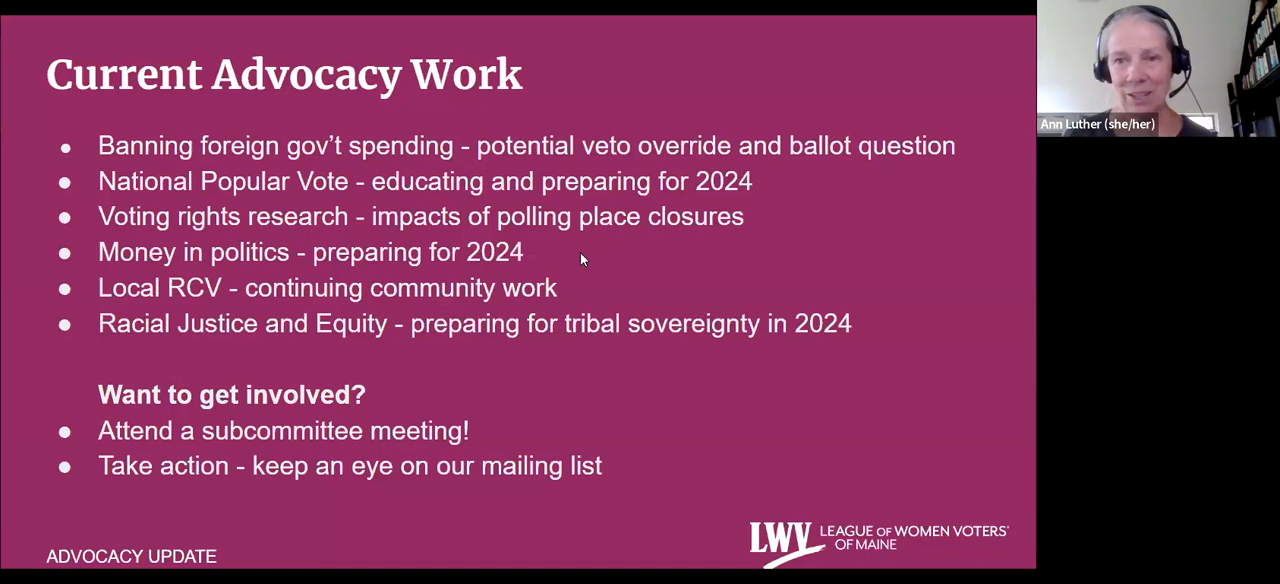 Current Advocacy Work
● Banning foreign gov't spending - potential veto override and ballot question
● National Popular Vote - educating and preparing for 2024
● Voting rights research - impacts of polling place closures
● Money in politics - preparing for 2024
● Local RCV - continuing community work
● Racial Justice and Equity - preparing for tribal sovereignty in 2024
Want to get involved?
● Attend a subcommittee meeting!
● Take action - keep an eye on our mailing list
ADVOCACY UPDATE
LWV LEAGUE OF WOMEN VOTERS®
OF MAINE
Ann Luther (she/her)